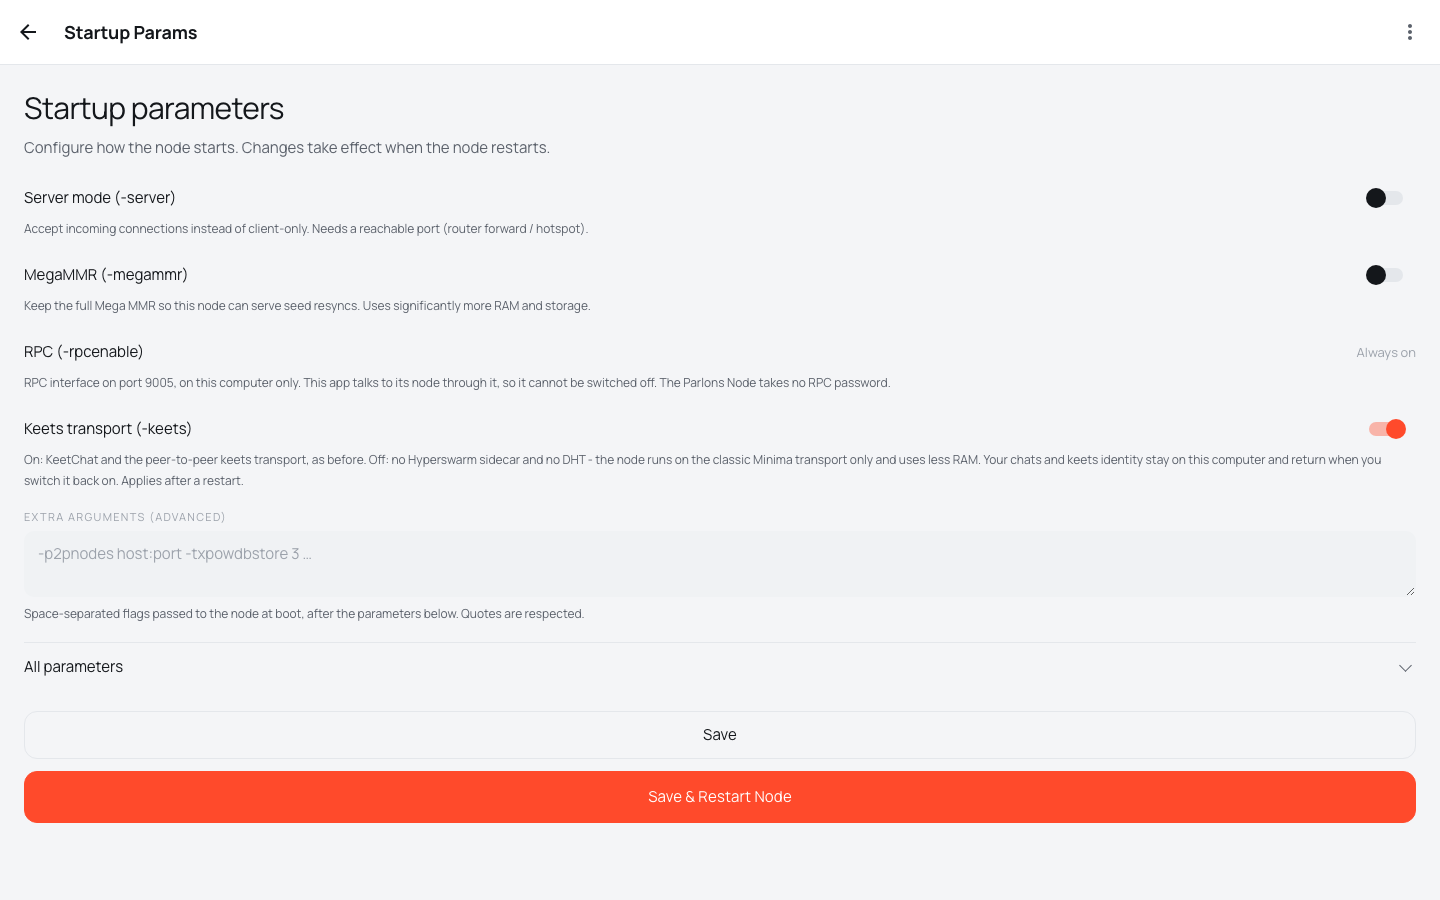 Startup Params
Startup parameters
Configure how the node starts. Changes take effect when the node restarts.
Server mode (-server)
Accept incoming connections instead of client-only. Needs a reachable port (router forward / hotspot).
MegaMMR (-megammr)
Keep the full Mega MMR so this node can serve seed resyncs. Uses significantly more RAM and storage.
RPC (-rpcenable)
Always on
RPC interface on port 9005, on this computer only. This app talks to its node through it, so it cannot be switched off. The Parlons Node takes no RPC password.
Keets transport (-keets)
On: KeetChat and the peer-to-peer keets transport, as before. Off: no Hyperswarm sidecar and no DHT - the node runs on the classic Minima transport only and uses less RAM. Your chats and keets identity stay on this computer and return when you
switch it back on. Applies after a restart.
EXTRA ARGUMENTS (ADVANCED)
-p2pnodes host:port -txpowdbstore 3 ...
Space-separated flags passed to the node at boot, after the parameters below. Quotes are respected.
All parameters
Save
Save & Restart Node